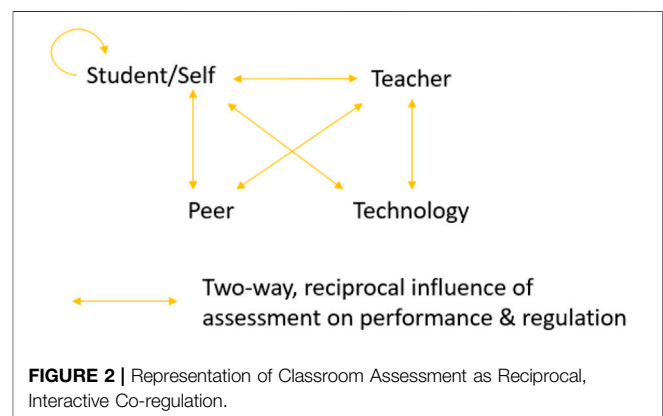 Student/Self Teacher
Peer Technology
Two-way, reciprocal influence of
assessment on performance & regulation
FIGURE 2 | Representation of Classroom Assessment as Reciprocal,
Interactive Co-regulation.